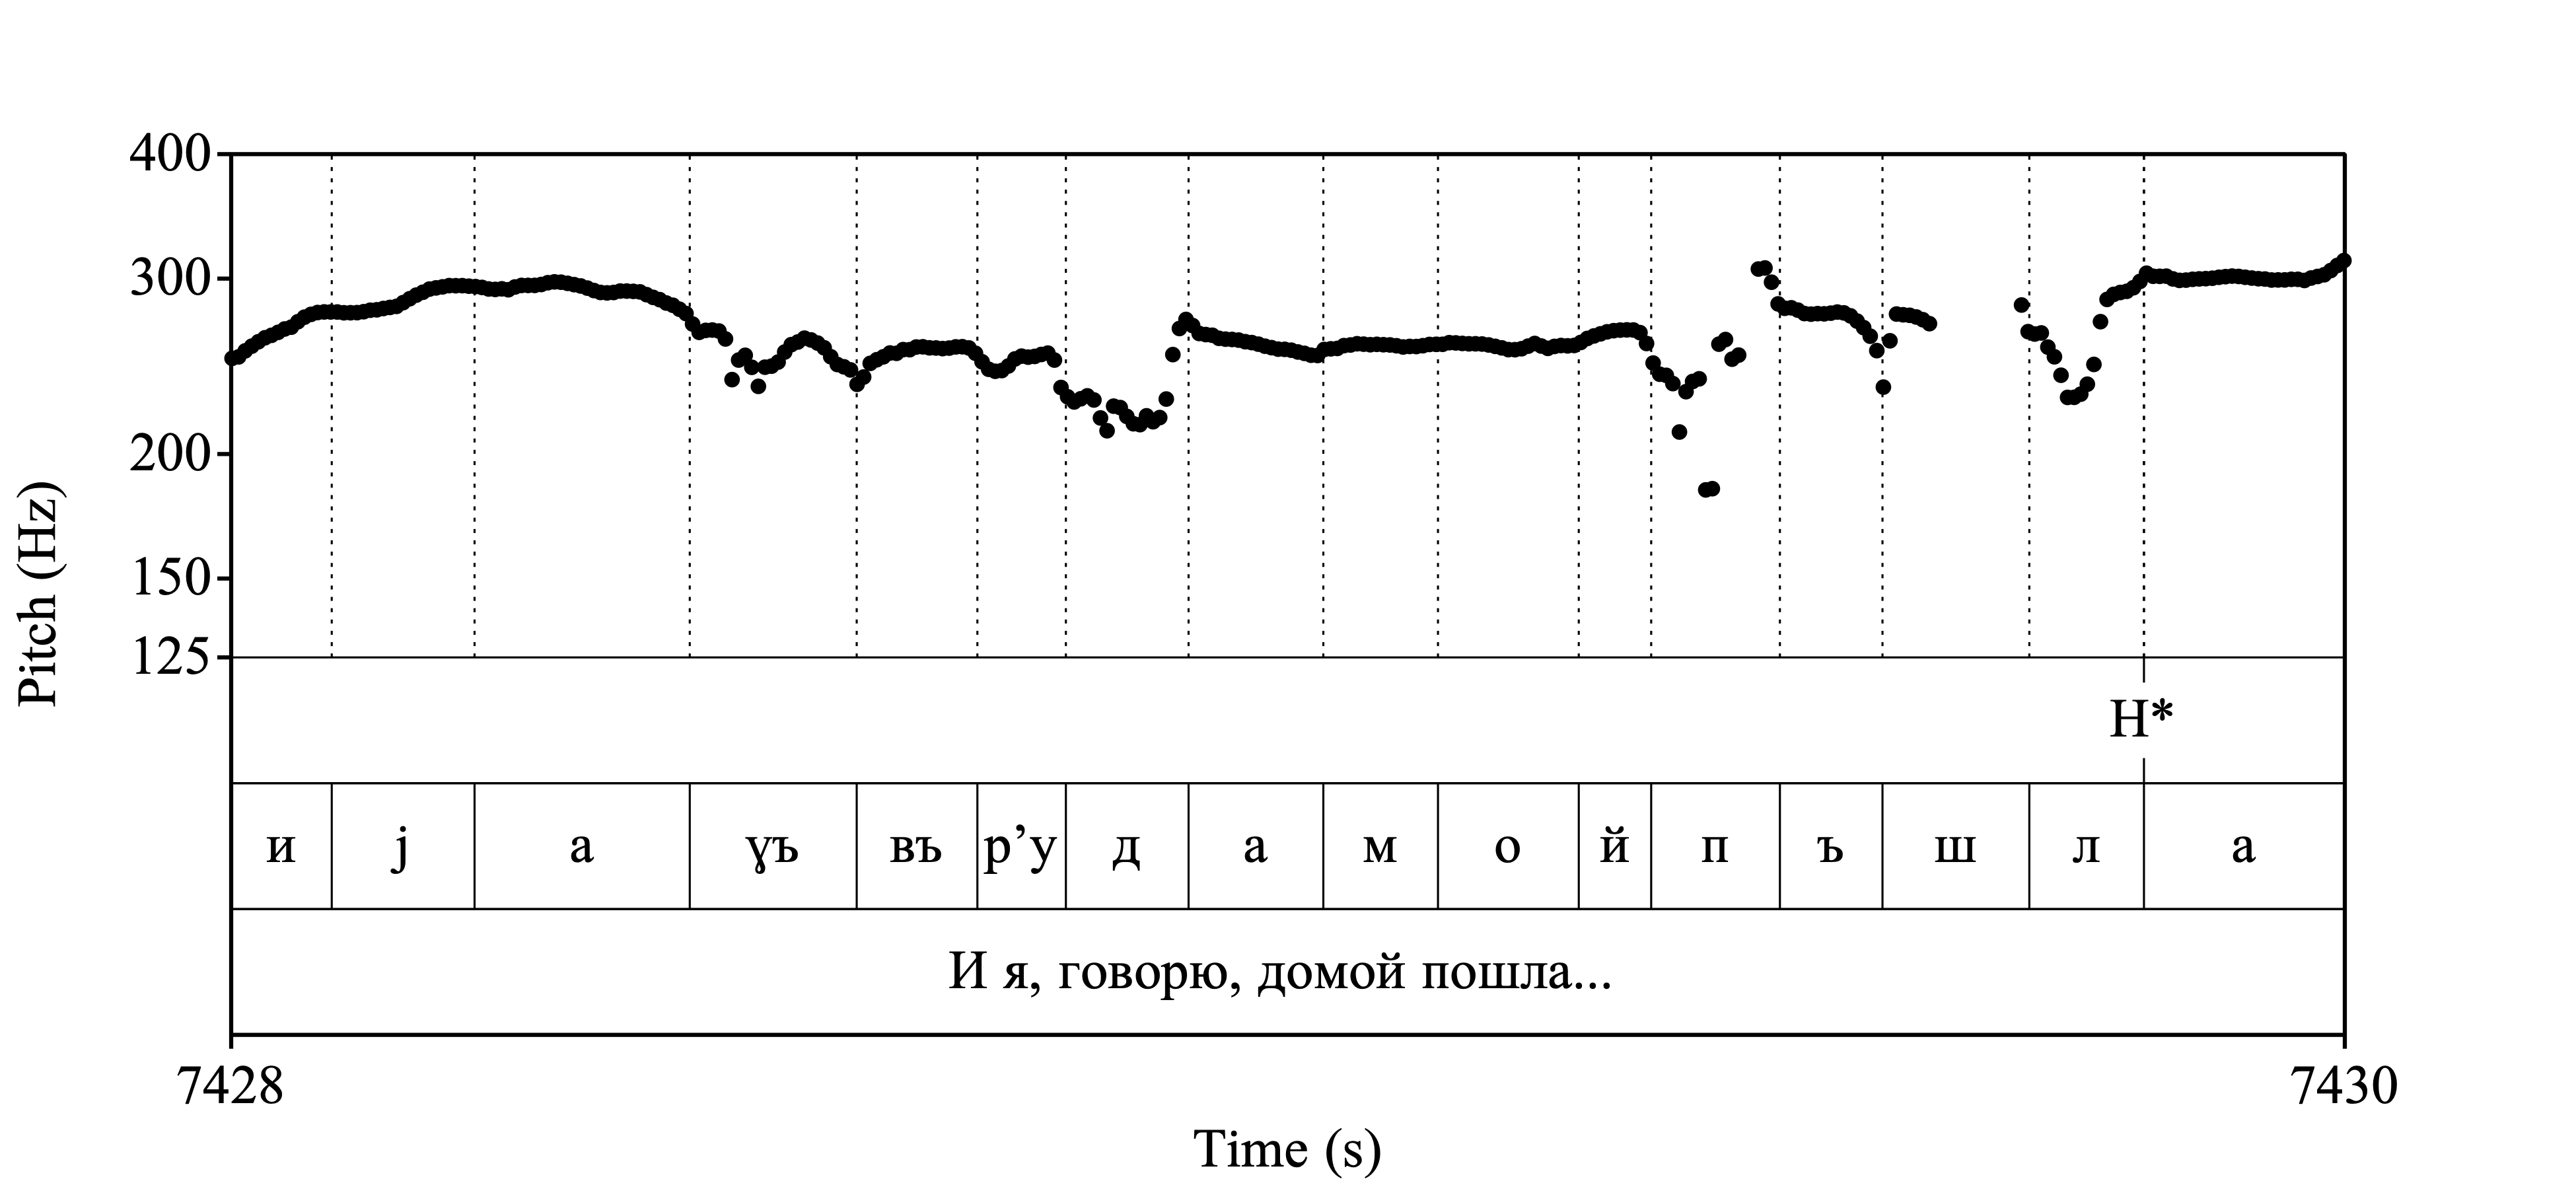 400
300
200
150
125
Pitch (Hz)
H*
и ј а ɣъ въ р’у д а м о й п ъ ш л а
И я, говорю, домой пошла...
7428 7430
Time (s)